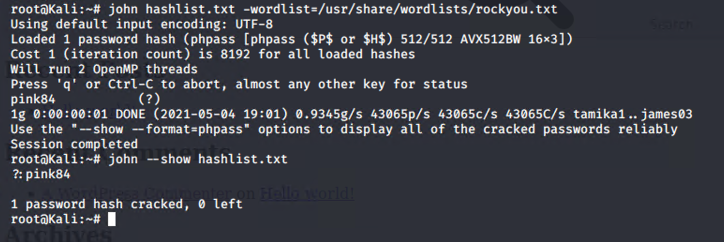 root@Kali:~# john hashlist.txt -wordlist=/usr/share/wordlists/rockyou.txt
Using default input encoding: UTF-8
Loaded 1 password hash (phpass [phpass ($P$ or $H$) 512/512 AVX512BW 16×3])
Cost 1 (iteration count) is 8192 for all loaded hashes
Will run 2 OpenMP threads
Press 'q' or Ctrl-C to abort, almost any other key for status
pink84           (?)
1g 0:00:00:01 DONE (2021-05-04 19:01) 0.9345g/s 43065p/s 43065c/s 43065C/s tamika1..james03
Use the "--show --format=phpass" options to display all of the cracked passwords reliably
Session completed
root@Kali:~# john --show hashlist.txt
?:pink84
1 password hash cracked, 0 left
root@Kali:~#
Search
Comments
WordPress Commenter on Hello world!
Archives